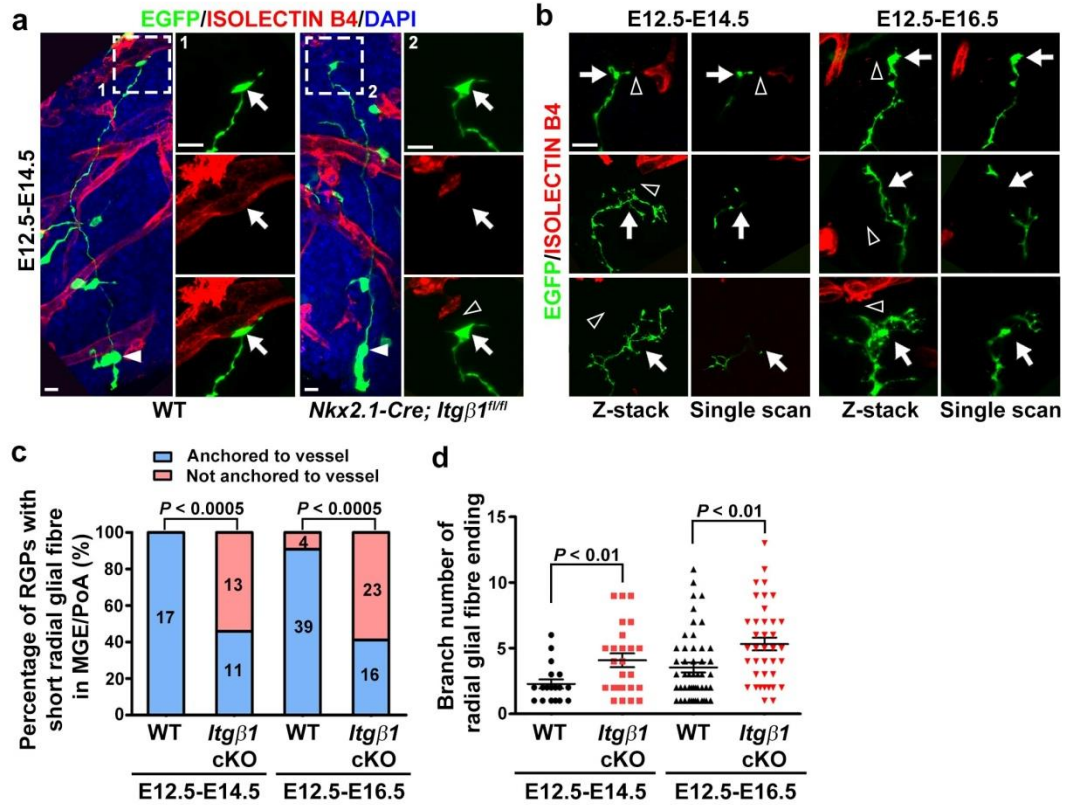 a
EGFP/ISOLECTIN B4/DAPI
E12.5-E14.5
1
1
2
2
WT
Nkx2.1-Cre; Itgβ1fl/fl
b
E12.5-E14.5
E12.5-E16.5
EGFP/ISOLECTIN B4
Z-stack
Single scan
Z-stack
Single scan
c
Anchored to vessel
Not anchored to vessel
P < 0.0005
P < 0.0005
Percentage of RGPs with
short radial glial fibre
in MGE/PoA (%)
100
80
60
40
20
0
17
13
11
4
39
23
16
WT
Itgβ1
cKO
WT
Itgβ1
cKO
E12.5-E14.5
E12.5-E16.5
d
Branch number of
radial glial fibre ending
15
10
5
0
P < 0.01
P < 0.01
WT
Itgβ1
cKO
WT
Itgβ1
cKO
E12.5-E14.5
E12.5-E16.5